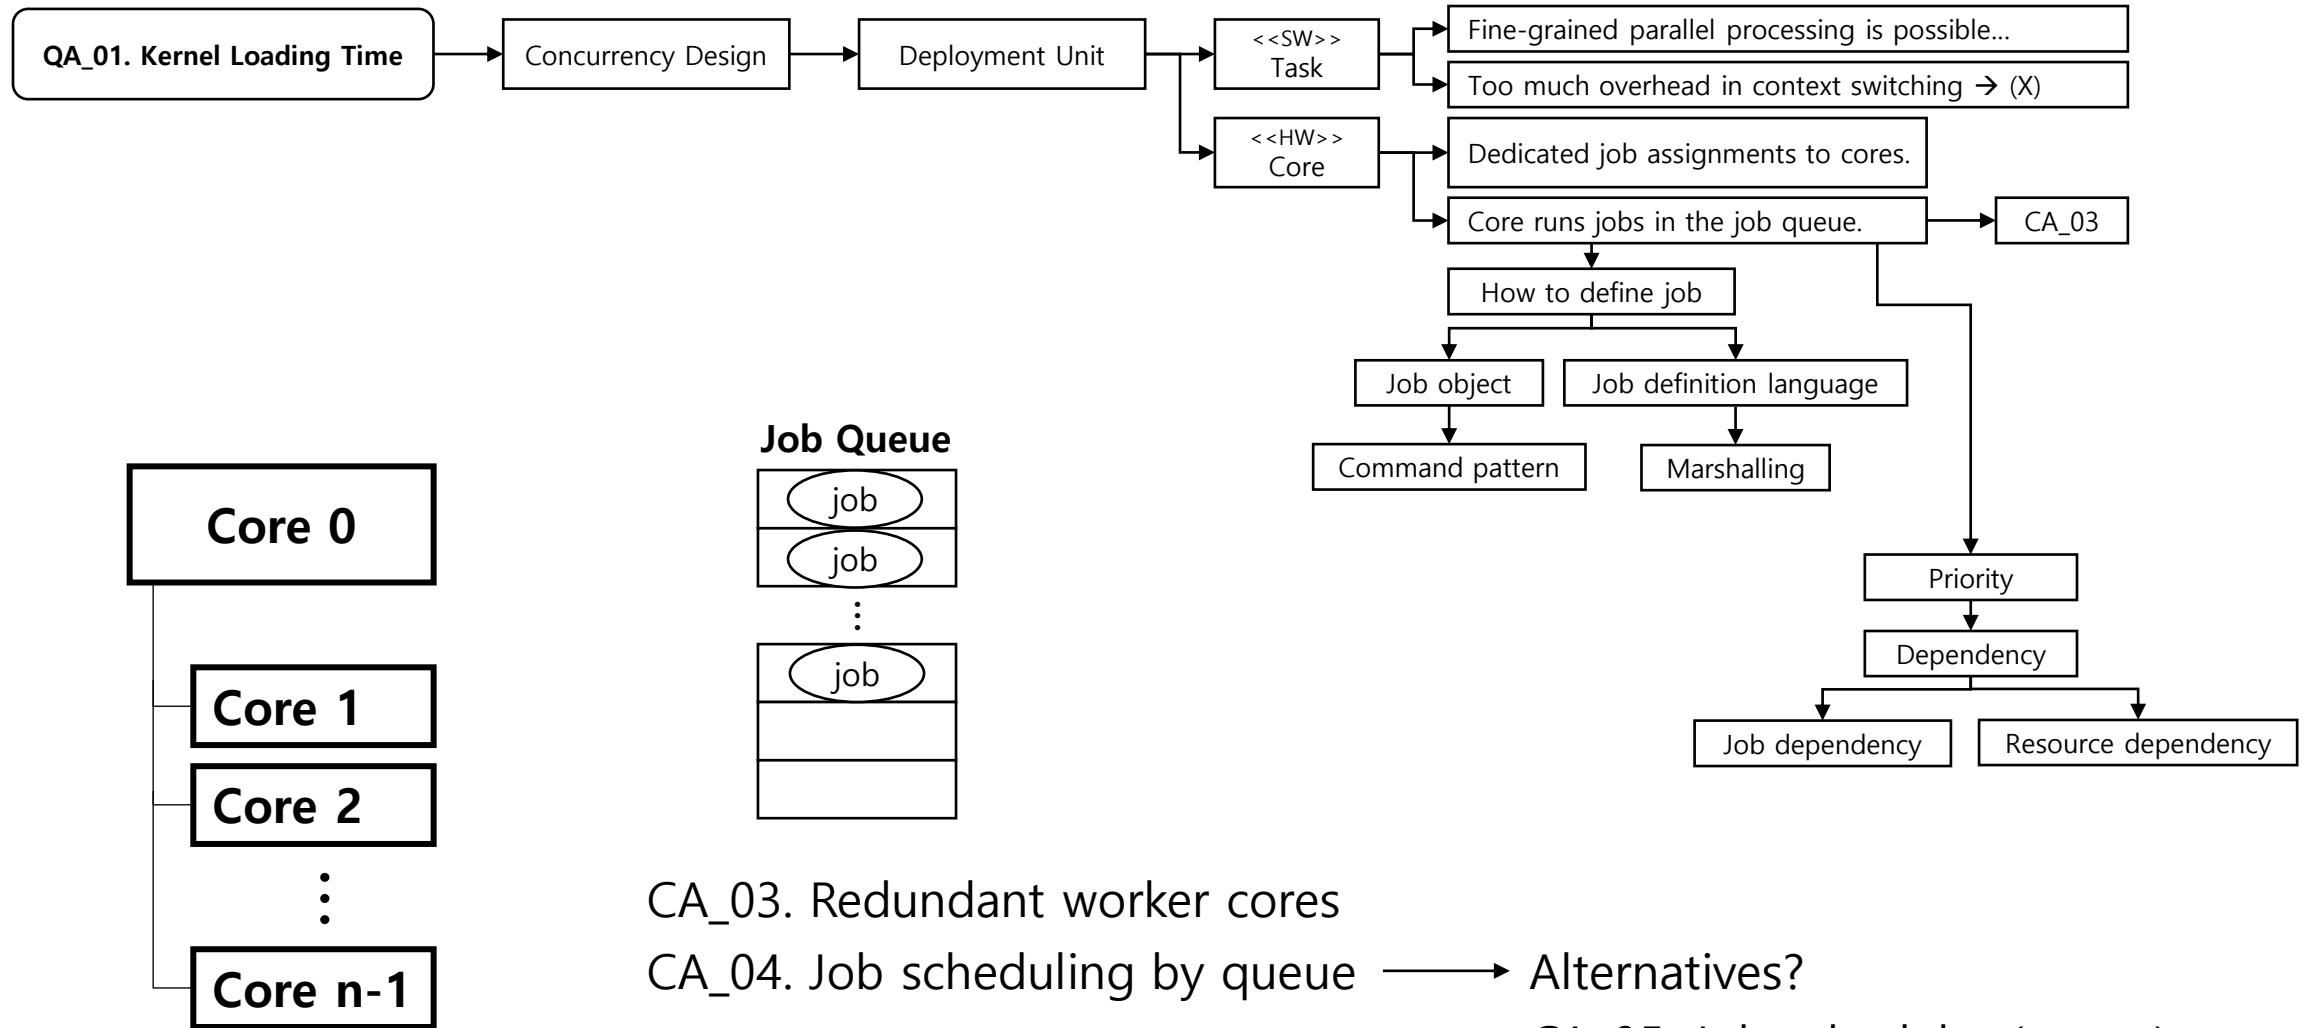 QA_01. Kernel Loading Time
Concurrency Design
Deployment Unit
<<SW>>
Task
Fine-grained parallel processing is possible...
Too much overhead in context switching → (X)
<<HW>>
Core
Dedicated job assignments to cores.
Core runs jobs in the job queue.
CA_03
How to define job
Job object
Job definition language
Command pattern
Marshalling
Priority
Dependency
Job dependency
Resource dependency
Job Queue
job
job
⋮
job
Core 0
Core 1
Core 2
⋮
Core n-1
CA_03. Redundant worker cores
CA_04. Job scheduling by queue
Alternatives?